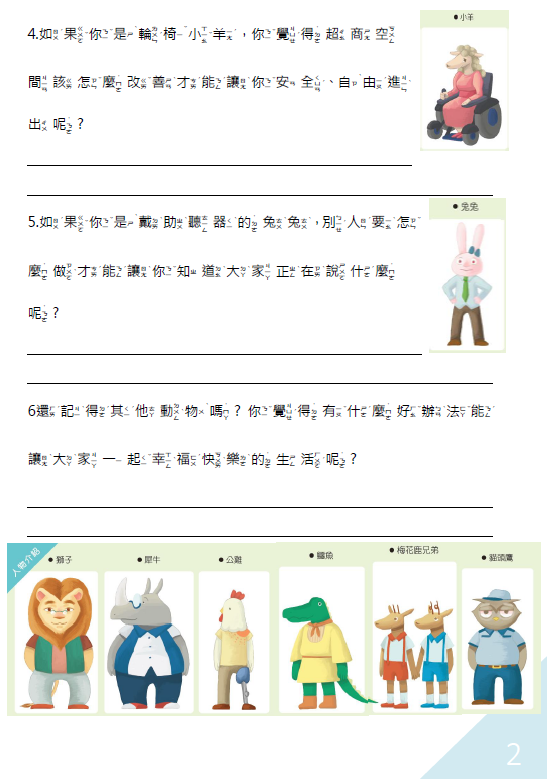 4.如果你是輪椅小羊，你覺得超商空
● 小羊
間該怎麼改善才能讓你安全、自由進
出呢?
5.如果你是戴助聽器的兔兔，別人要怎
● 兔兔
麼做才能讓你知道大家正在說什麼
呢?
6還記得其他動物嗎? 你覺得有什麼好辦法能
讓大家一起幸福快樂的生活呢?
人物介紹
● 獅子 ● 犀牛 ● 公雞 ● 鱷魚 ● 梅花鹿兄弟 ● 貓頭鷹
2